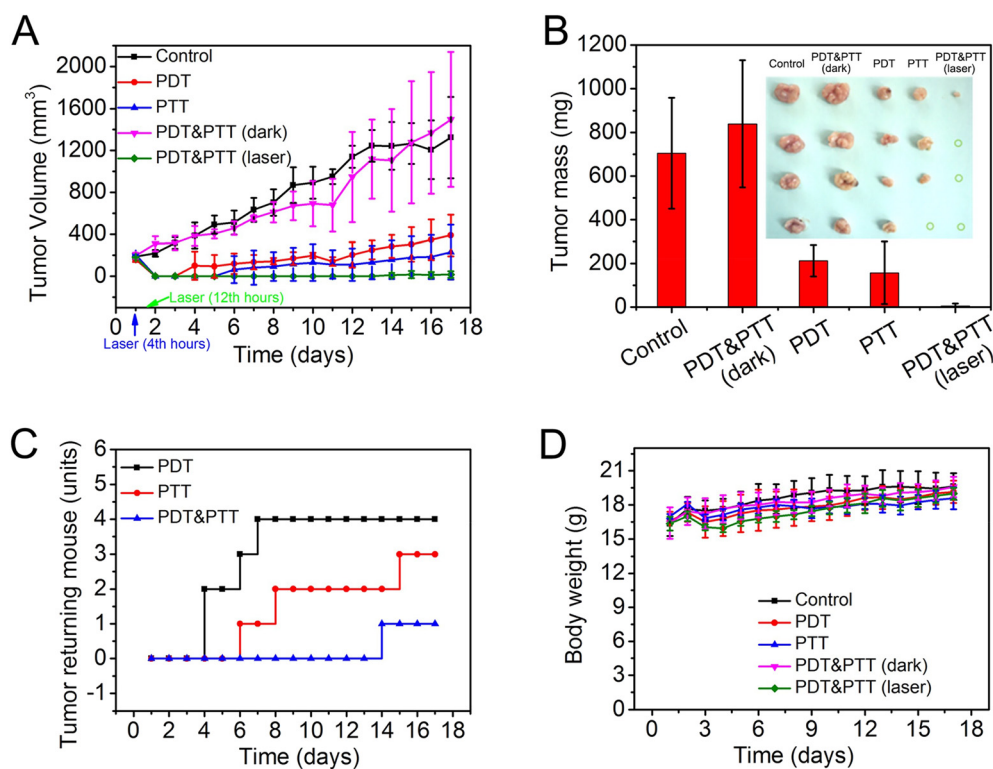 A
Control
PDT
PTT
PDT&PTT (dark)
PDT&PTT (laser)
2000
1600
1200
800
400
0
Tumor Volume (mm³)
Laser (12th hours)
0 2 4 6 8 10 12 14 16 18
Laser (4th hours)
Time (days)
B
1200
1000
800
600
400
200
0
Tumor mass (mg)
Control PDT&PTT (dark) PDT PTT PDT&PTT (laser)
Control
PDT&PTT
(dark)
PDT
PTT
PDT&PTT
(laser)
C
6
5
4
3
2
1
0
-1
Tumor returning mouse (units)
PDT
PTT
PDT&PTT
0 2 4 6 8 10 12 14 16 18
Time (days)
D
21
18
15
12
9
6
3
0
Body weight (g)
Control
PDT
PTT
PDT&PTT (dark)
PDT&PTT (laser)
0 3 6 9 12 15 18
Time (days)